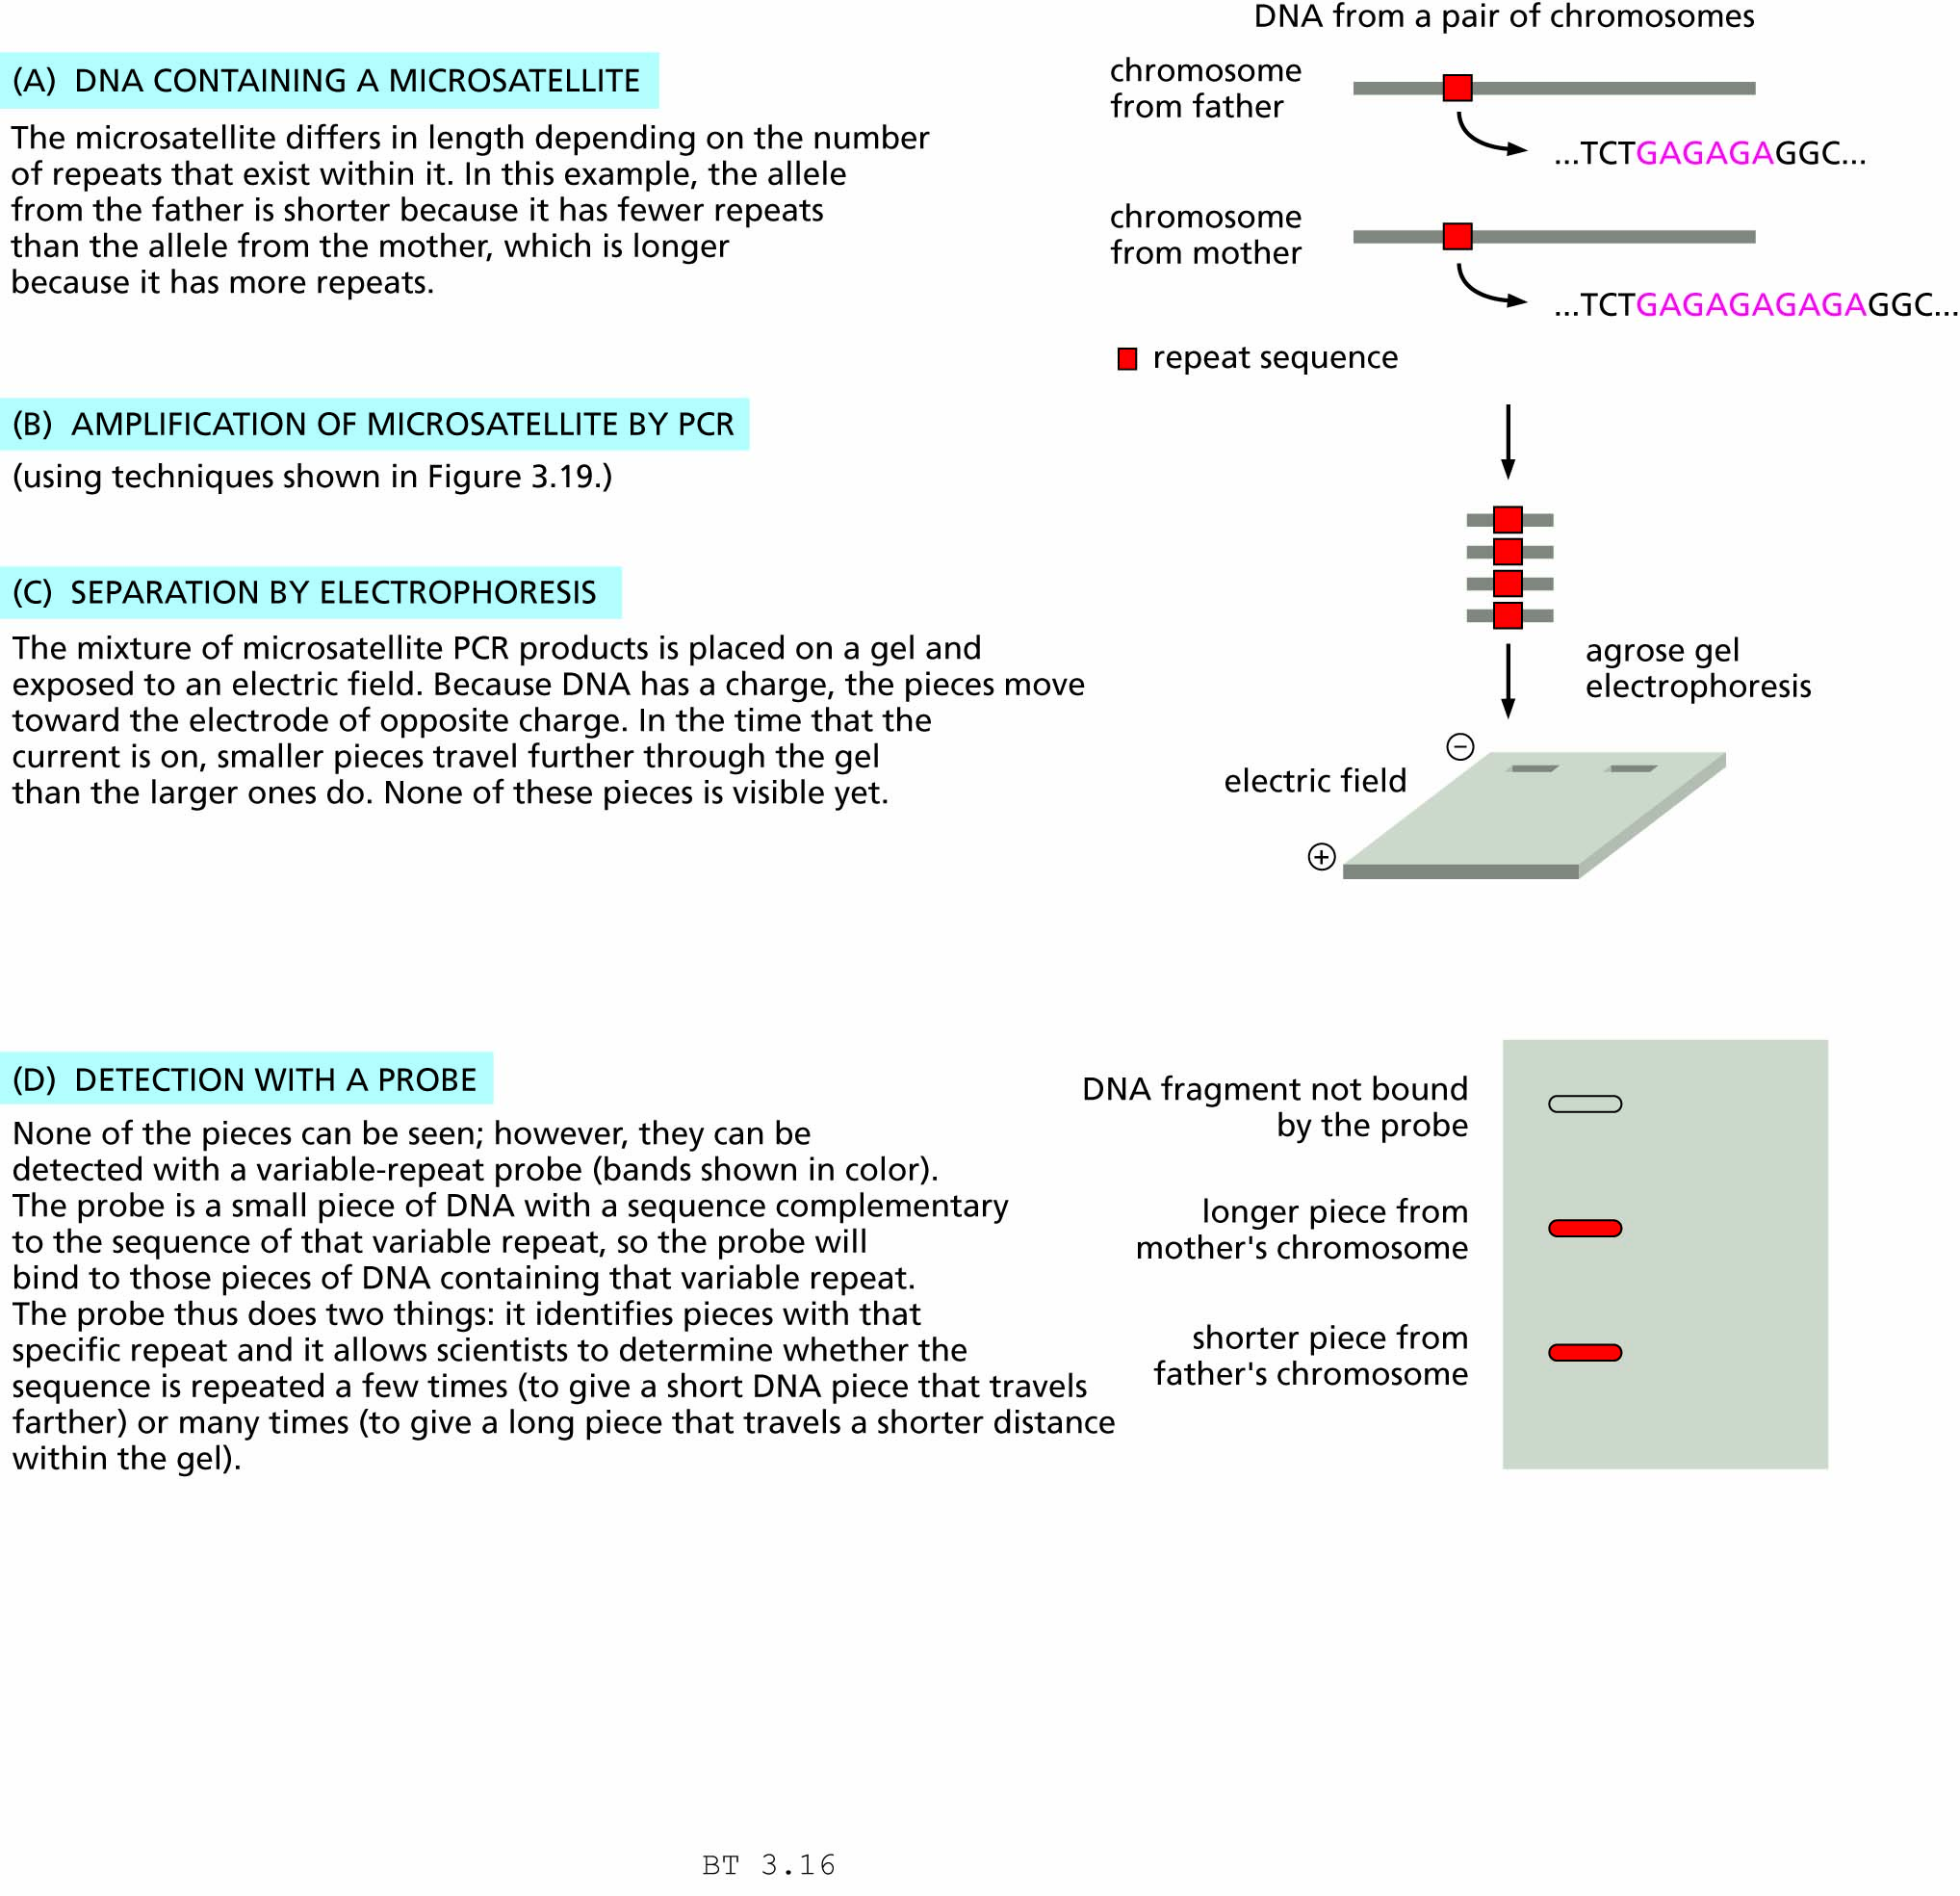 DNA from a pair of chromosomes
(A) DNA CONTAINING A MICROSATELLITE
The microsatellite differs in length depending on the number
of repeats that exist within it. In this example, the allele
from the father is shorter because it has fewer repeats
than the allele from the mother, which is longer
because it has more repeats.
chromosome
from father
...TCTGAGAGAGGC...
chromosome
from mother
...TCTGAGAGAGAGAGGC...
repeat sequence
(B) AMPLIFICATION OF MICROSATELLITE BY PCR
(using techniques shown in Figure 3.19.)
(C) SEPARATION BY ELECTROPHORESIS
The mixture of microsatellite PCR products is placed on a gel and
exposed to an electric field. Because DNA has a charge, the pieces move
toward the electrode of opposite charge. In the time that the
current is on, smaller pieces travel further through the gel
than the larger ones do. None of these pieces is visible yet.
agrose gel
electrophoresis
−
electric field
+
(D) DETECTION WITH A PROBE
None of the pieces can be seen; however, they can be
detected with a variable-repeat probe (bands shown in color).
The probe is a small piece of DNA with a sequence complementary
to the sequence of that variable repeat, so the probe will
bind to those pieces of DNA containing that variable repeat.
The probe thus does two things: it identifies pieces with that
specific repeat and it allows scientists to determine whether the
sequence is repeated a few times (to give a short DNA piece that travels
farther) or many times (to give a long piece that travels a shorter distance
within the gel).
DNA fragment not bound
by the probe
longer piece from
mother's chromosome
shorter piece from
father's chromosome
BT 3.16